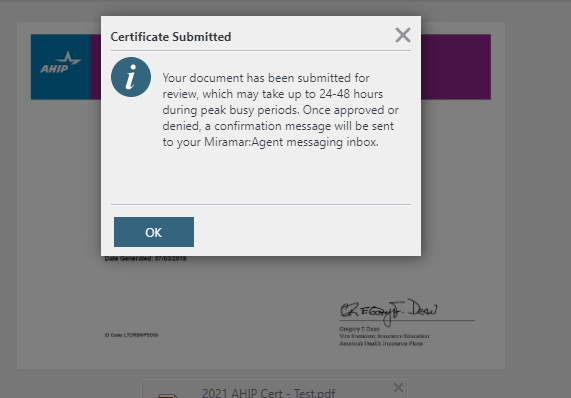 Certificate Submitted
AHIP
Your document has been submitted for
review, which may take up to 24-48 hours
during peak busy periods. Once approved or
denied, a confirmation message will be sent
to your Miramar:Agent messaging inbox.
OK
Date Generated: 07/03/2019
Gregory F. Dean
Vice President, Insurance Education
America's Health Insurance Plans
2021 AHIP Cert - Test.pdf